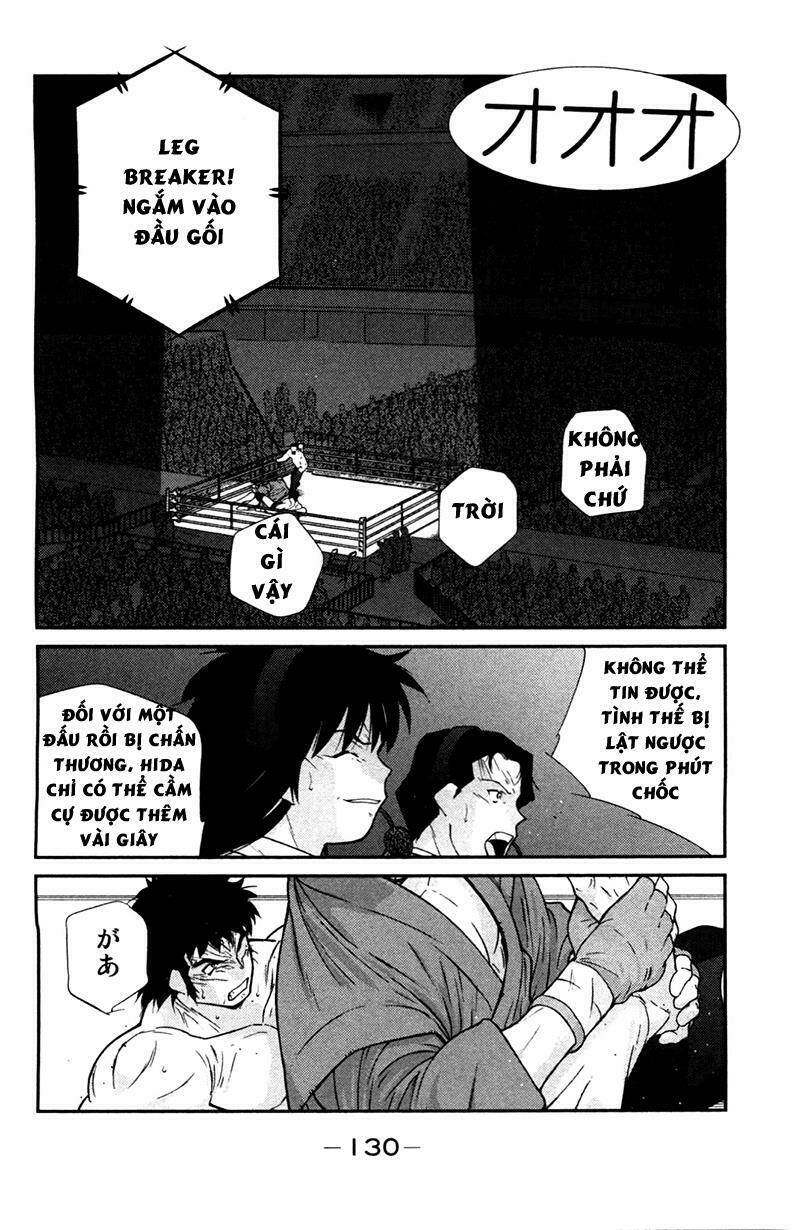 オオオ
LEG
BREAKER!
NGẮM VÀO
ĐẦU GỐI
KHÔNG
PHẢI
CHỨ
TRỜI
CÁI
GÌ
VẬY
KHÔNG THỂ
TIN ĐƯỢC,
TÌNH THẾ BỊ
LẬT NGƯỢC
TRONG PHÚT
CHỐC
ĐỐI VỚI MỘT
ĐẤU RỒI BỊ CHẤN
THƯƠNG, HIDA
CHỈ CÓ THỂ CẦM
CỰ ĐƯỢC THÊM
VÀI GIÂY
があ
— 130 —